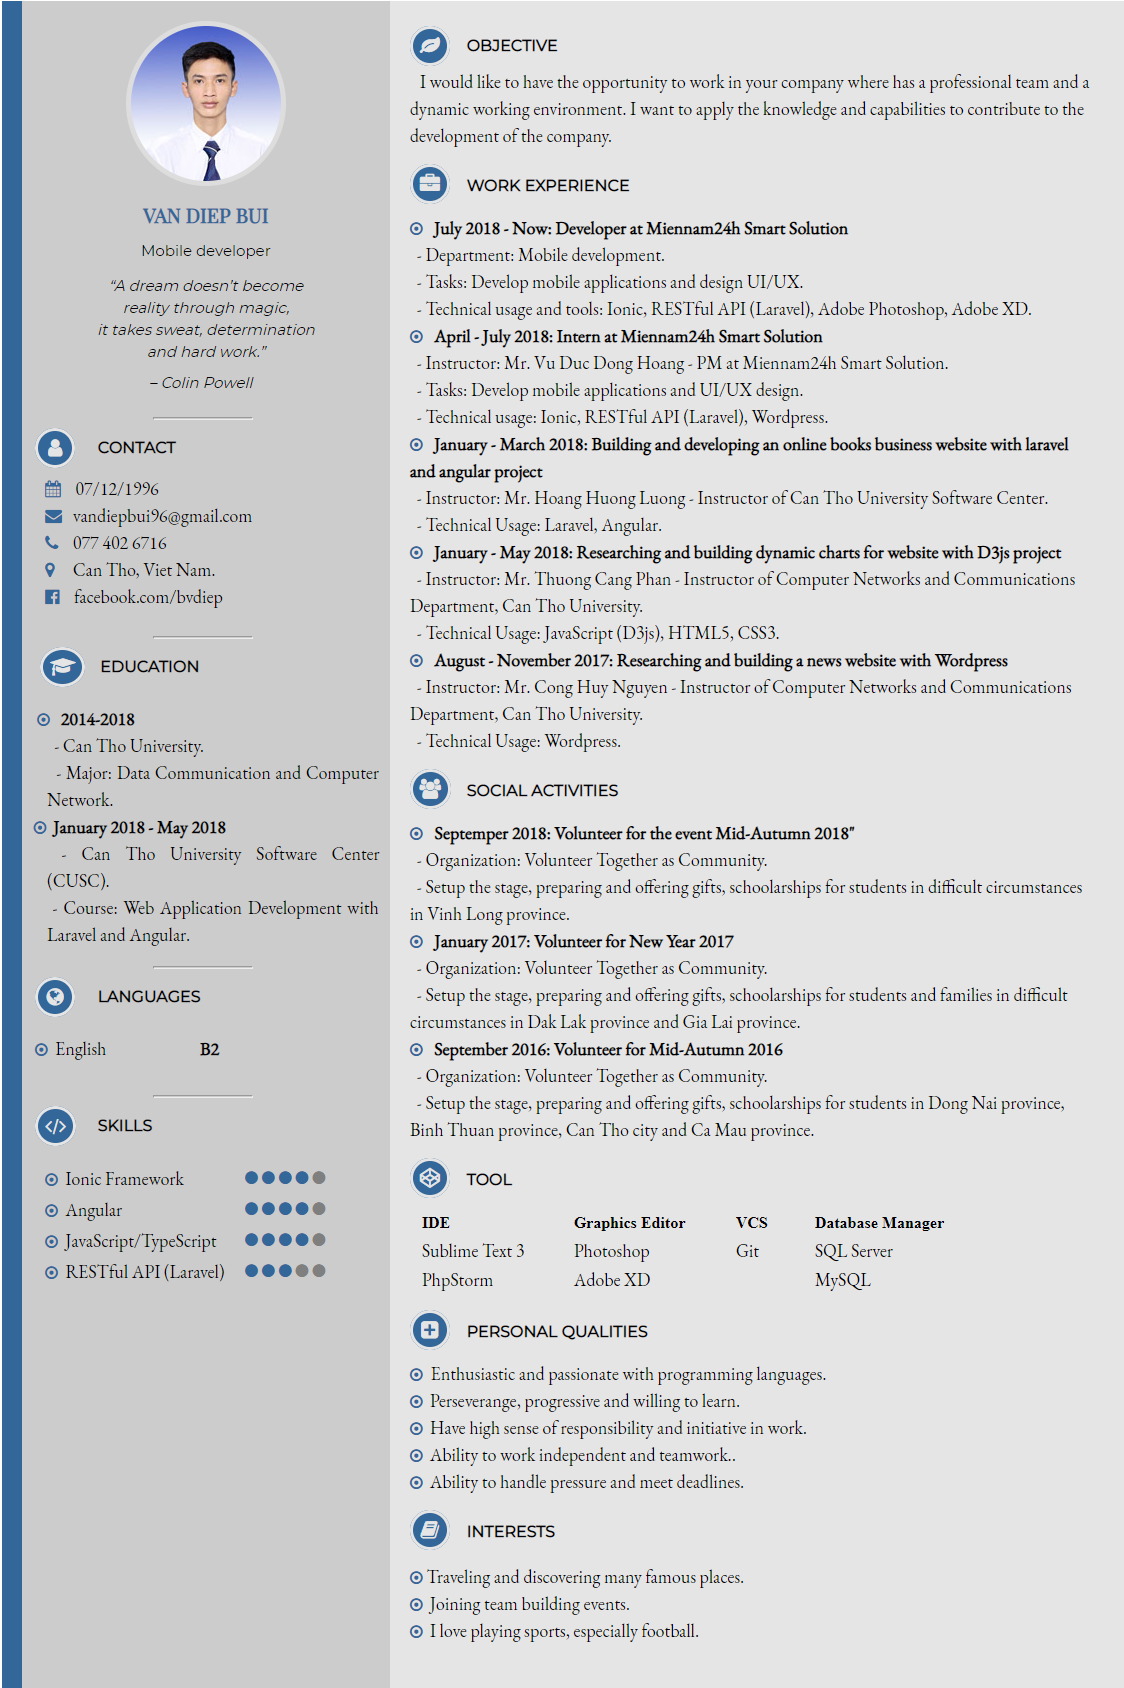 VAN DIEP BUI
Mobile developer
“A dream doesn’t become
reality through magic,
it takes sweat, determination
and hard work.”
– Colin Powell
CONTACT
07/12/1996
vandiepbui96@gmail.com
077 402 6716
Can Tho, Viet Nam.
facebook.com/bvdiep
EDUCATION
2014-2018
- Can Tho University.
- Major: Data Communication and Computer
Network.
January 2018 - May 2018
- Can Tho University Software Center
(CUSC).
- Course: Web Application Development with
Laravel and Angular.
LANGUAGES
English B2
SKILLS
Ionic Framework
Angular
JavaScript/TypeScript
RESTful API (Laravel)
OBJECTIVE
I would like to have the opportunity to work in your company where has a professional team and a
dynamic working environment. I want to apply the knowledge and capabilities to contribute to the
development of the company.
WORK EXPERIENCE
July 2018 - Now: Developer at Miennam24h Smart Solution
- Department: Mobile development.
- Tasks: Develop mobile applications and design UI/UX.
- Technical usage and tools: Ionic, RESTful API (Laravel), Adobe Photoshop, Adobe XD.
April - July 2018: Intern at Miennam24h Smart Solution
- Instructor: Mr. Vu Duc Dong Hoang - PM at Miennam24h Smart Solution.
- Tasks: Develop mobile applications and UI/UX design.
- Technical usage: Ionic, RESTful API (Laravel), Wordpress.
January - March 2018: Building and developing an online books business website with laravel
and angular project
- Instructor: Mr. Hoang Huong Luong - Instructor of Can Tho University Software Center.
- Technical Usage: Laravel, Angular.
January - May 2018: Researching and building dynamic charts for website with D3js project
- Instructor: Mr. Thuong Cang Phan - Instructor of Computer Networks and Communications
Department, Can Tho University.
- Technical Usage: JavaScript (D3js), HTML5, CSS3.
August - November 2017: Researching and building a news website with Wordpress
- Instructor: Mr. Cong Huy Nguyen - Instructor of Computer Networks and Communications
Department, Can Tho University.
- Technical Usage: Wordpress.
SOCIAL ACTIVITIES
Septemper 2018: Volunteer for the event Mid-Autumn 2018"
- Organization: Volunteer Together as Community.
- Setup the stage, preparing and offering gifts, schoolarships for students in difficult circumstances
in Vinh Long province.
January 2017: Volunteer for New Year 2017
- Organization: Volunteer Together as Community.
- Setup the stage, preparing and offering gifts, schoolarships for students and families in difficult
circumstances in Dak Lak province and Gia Lai province.
September 2016: Volunteer for Mid-Autumn 2016
- Organization: Volunteer Together as Community.
- Setup the stage, preparing and offering gifts, schoolarships for students in Dong Nai province,
Binh Thuan province, Can Tho city and Ca Mau province.
TOOL
IDE Graphics Editor VCS Database Manager
Sublime Text 3 Photoshop Git SQL Server
PhpStorm Adobe XD MySQL
PERSONAL QUALITIES
Enthusiastic and passionate with programming languages.
Perseverange, progressive and willing to learn.
Have high sense of responsibility and initiative in work.
Ability to work independent and teamwork..
Ability to handle pressure and meet deadlines.
INTERESTS
Traveling and discovering many famous places.
Joining team building events.
I love playing sports, especially football.